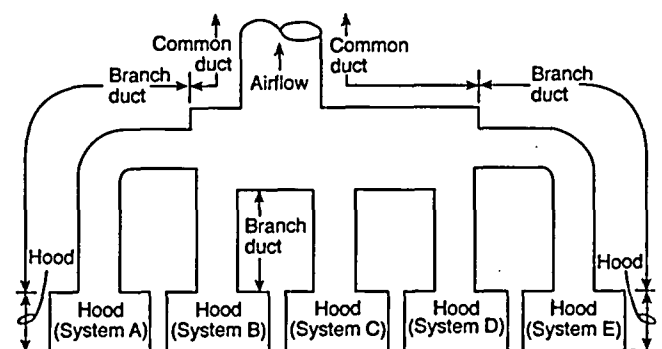 Common
duct
Common
duct
Branch
duct
Airflow
Branch
duct
Branch
duct
Hood
Hood
Hood
(System A)
Hood
(System B)
Hood
(System C)
Hood
(System D)
Hood
(System E)